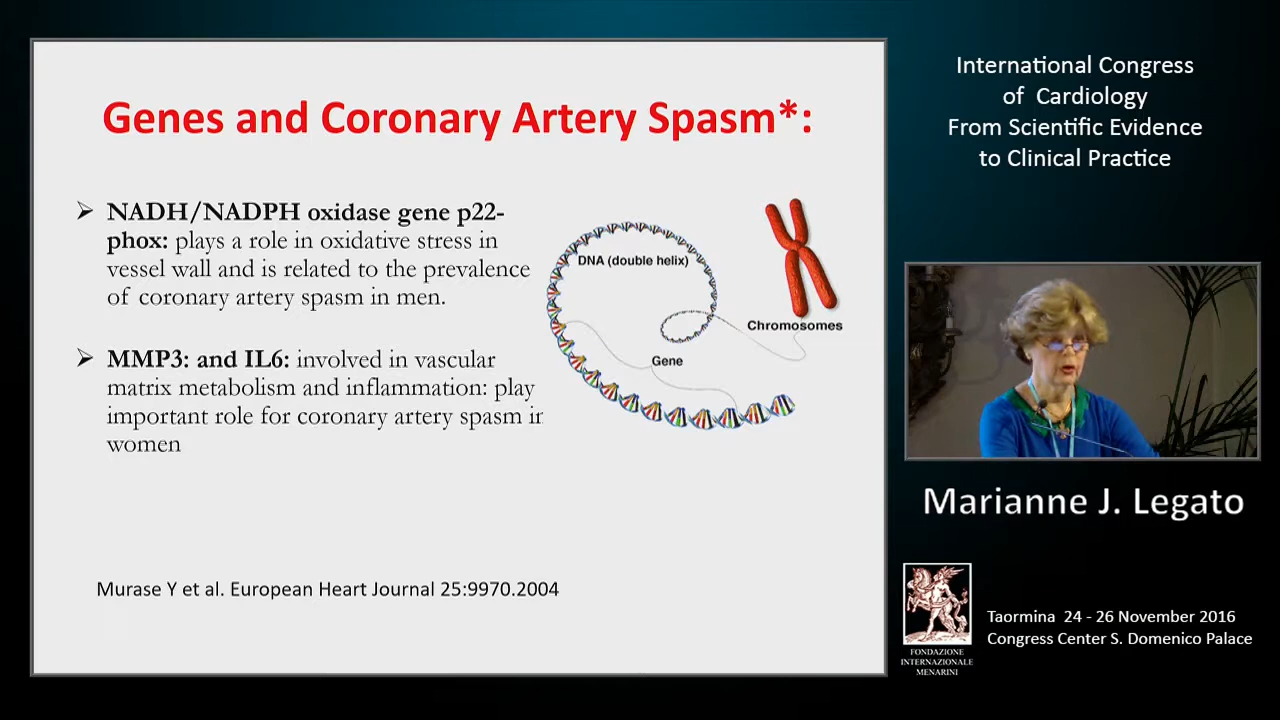 Genes and Coronary Artery Spasm*:
➢ NADH/NADPH oxidase gene p22-
phox: plays a role in oxidative stress in
vessel wall and is related to the prevalence
of coronary artery spasm in men.
➢ MMP3: and IL6: involved in vascular
matrix metabolism and inflammation: play
important role for coronary artery spasm in
women
DNA (double helix)
Chromosomes
Gene
Murase Y et al. European Heart Journal 25:9970.2004
International Congress
of Cardiology
From Scientific Evidence
to Clinical Practice
Marianne J. Legato
FONDAZIONE
INTERNAZIONALE
MENARINI
Taormina 24 - 26 November 2016
Congress Center S. Domenico Palace